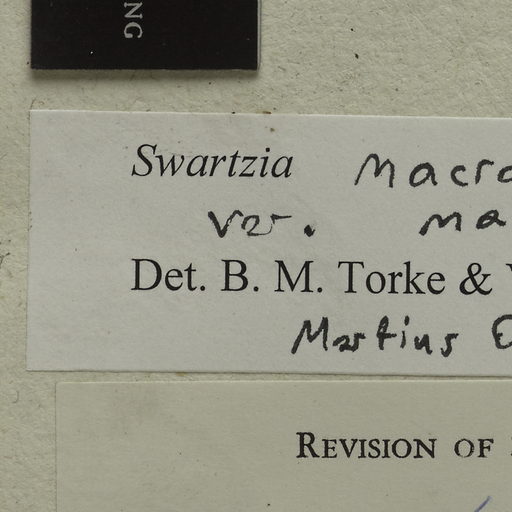 NG
Swartzia macro
var. ma
Det. B. M. Torke &
Martius
REVISION OF